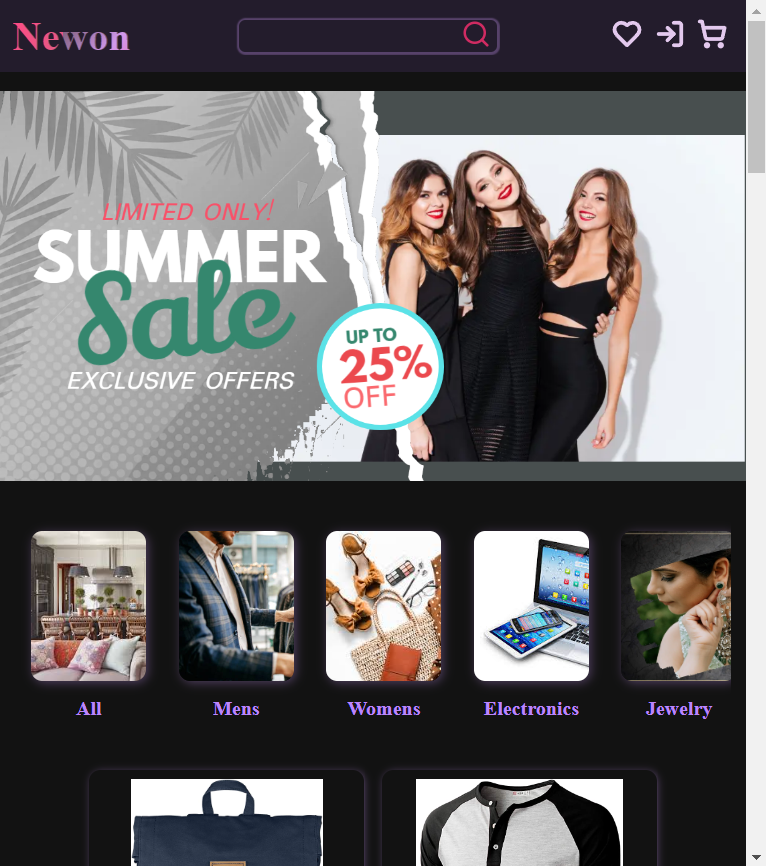 Newon
LIMITED ONLY!
SUMMER
Sale
EXCLUSIVE OFFERS
UP TO
25%
OFF
All
Mens
Womens
Electronics
Jewelry